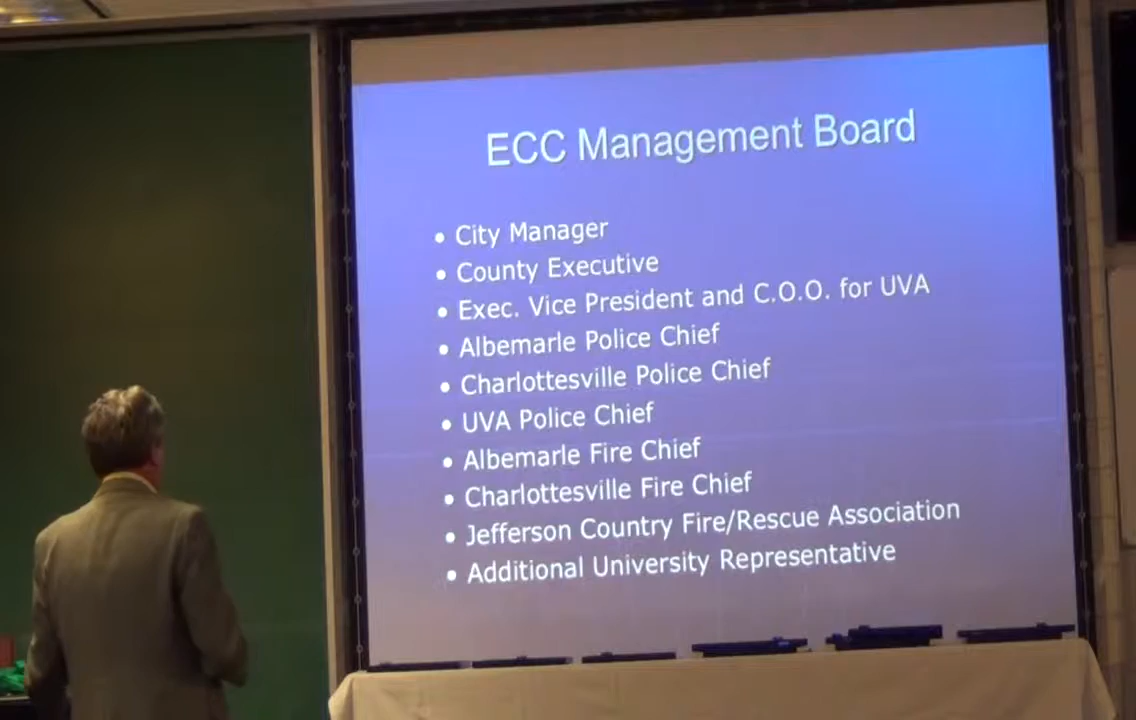 ECC Management Board
• City Manager
• County Executive
• Exec. Vice President and C.O.O. for UVA
• Albemarle Police Chief
• Charlottesville Police Chief
• UVA Police Chief
• Albemarle Fire Chief
• Charlottesville Fire Chief
• Jefferson Country Fire/Rescue Association
• Additional University Representative